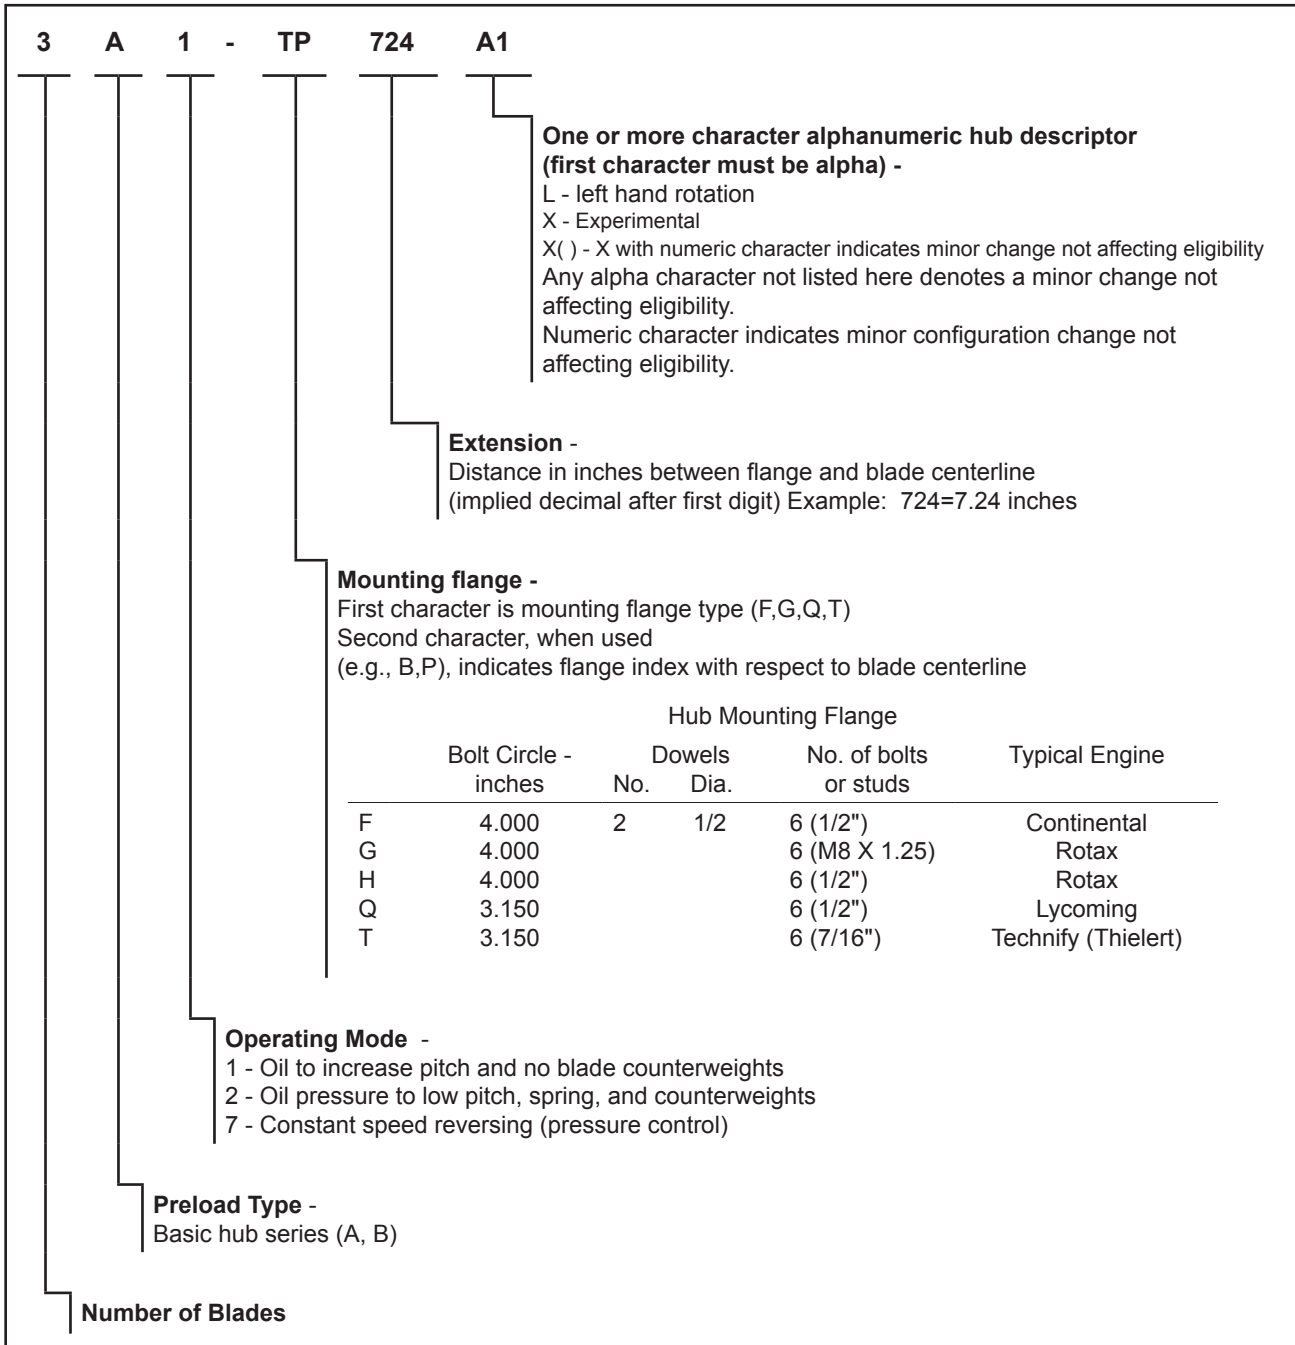 3 A 1 - TP 724 A1
One or more character alphanumeric hub descriptor
(first character must be alpha) -
L - left hand rotation
X - Experimental
X( ) - X with numeric character indicates minor change not affecting eligibility
Any alpha character not listed here denotes a minor change not
affecting eligibility.
Numeric character indicates minor configuration change not
affecting eligibility.
Extension -
Distance in inches between flange and blade centerline
(implied decimal after first digit) Example: 724=7.24 inches
Mounting flange -
First character is mounting flange type (F,G,Q,T)
Second character, when used
(e.g., B,P), indicates flange index with respect to blade centerline
Hub Mounting Flange
Bolt Circle - Dowels No. of bolts Typical Engine
inches No. Dia. or studs
F 4.000 2 1/2 6 (1/2") Continental
G 4.000 6 (M8 X 1.25) Rotax
H 4.000 6 (1/2") Rotax
Q 3.150 6 (1/2") Lycoming
T 3.150 6 (7/16") Technify (Thielert)
Operating Mode -
1 - Oil to increase pitch and no blade counterweights
2 - Oil pressure to low pitch, spring, and counterweights
7 - Constant speed reversing (pressure control)
Preload Type -
Basic hub series (A, B)
Number of Blades